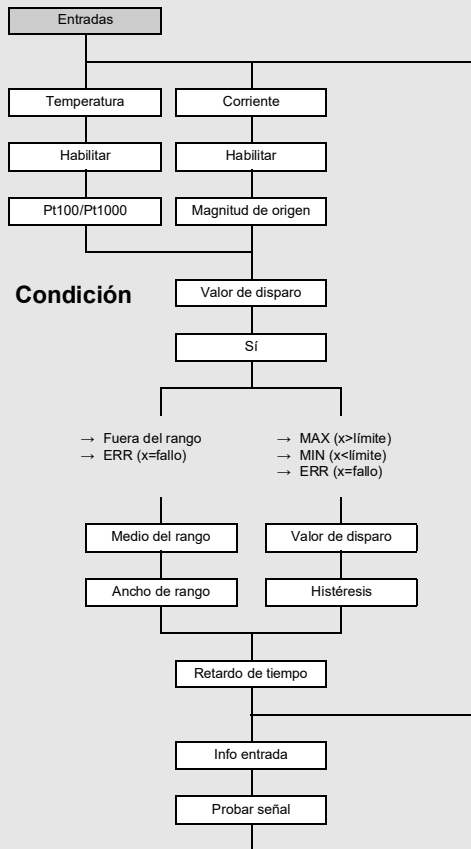 Entradas
Temperatura
Corriente
Habilitar
Habilitar
Pt100/Pt1000
Magnitud de origen
Condición
Valor de disparo
Sí
→ Fuera del rango
→ ERR (x=fallo)
→ MAX (x>límite)
→ MIN (x<límite)
→ ERR (x=fallo)
Medio del rango
Valor de disparo
Ancho de rango
Histéresis
Retardo de tiempo
Info entrada
Probar señal